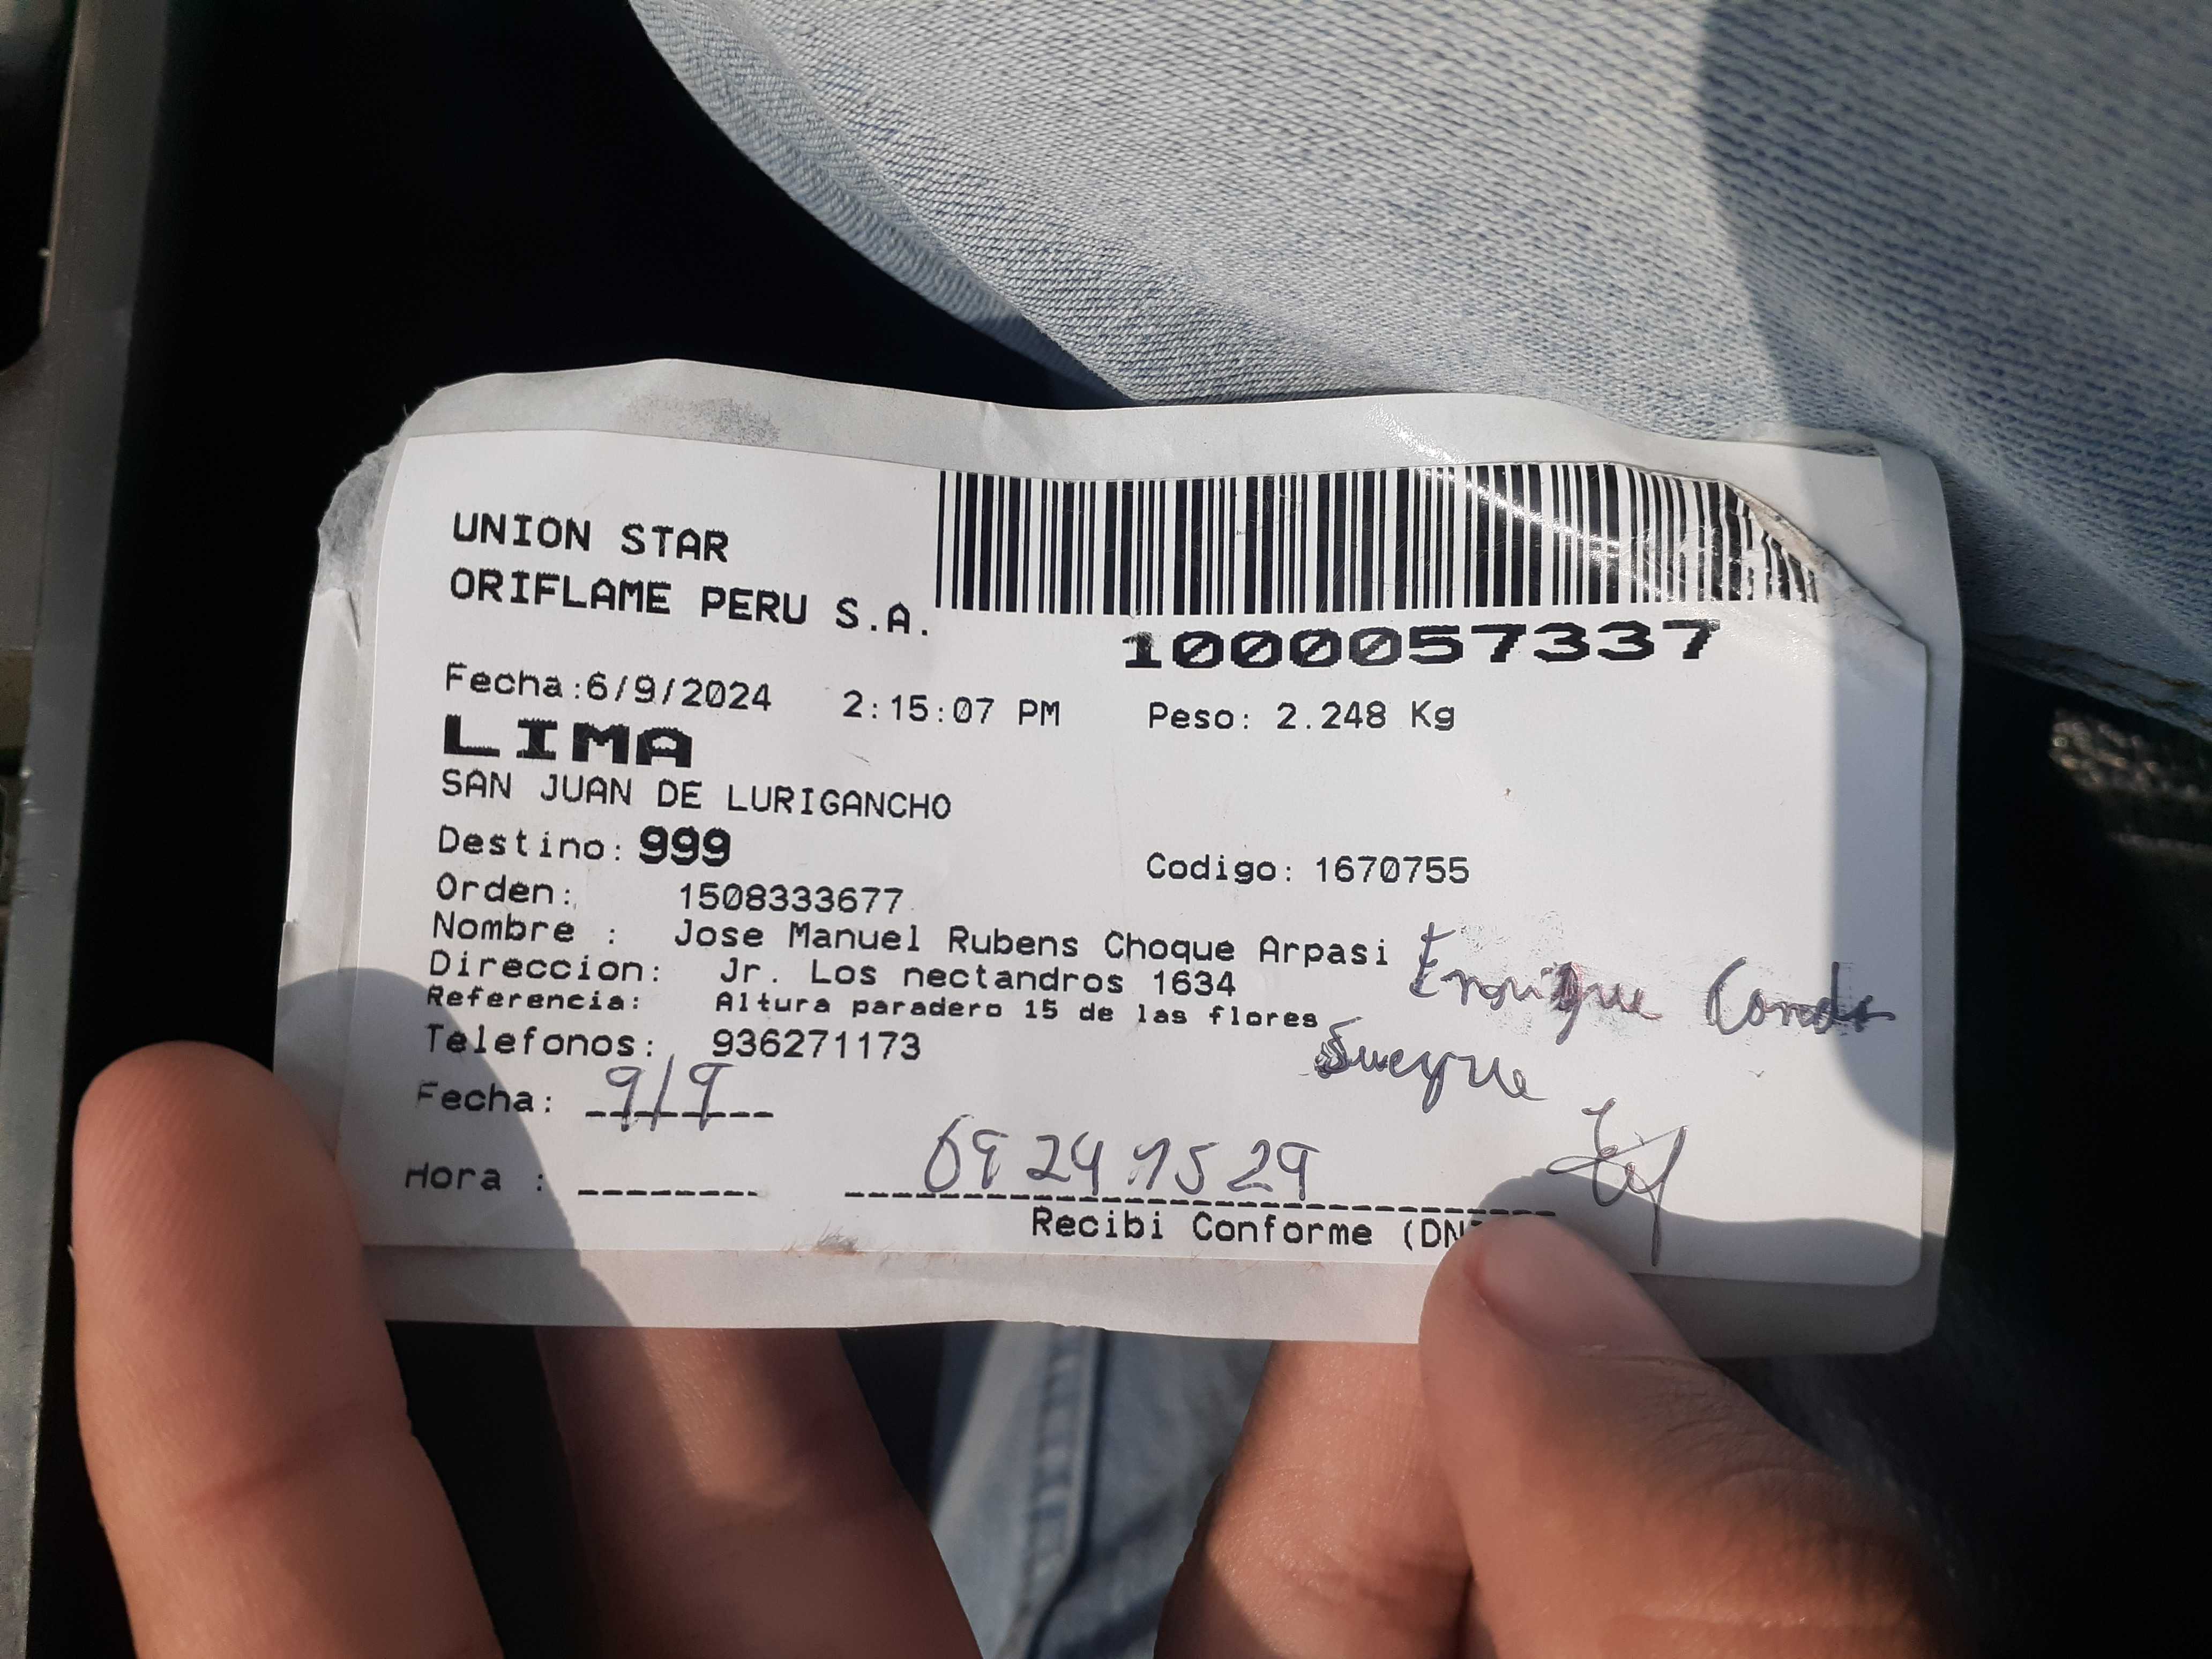 UNION STAR
ORIFLAME PERU S.A.
1000057337
Fecha:6/9/2024 2:15:07 PM Peso: 2.248 Kg
LIMA
SAN JUAN DE LURIGANCHO
Destino: 999 Codigo: 1670755
Orden: 1508333677
Nombre : Jose Manuel Rubens Choque Arpasi Enrique
Direccion: Jr. Los nectandros 1634
Referencia: Altura paradero 15 de las flores
Telefonos: 936271173
Fecha: 9/9
Hora :
Recibi Conforme